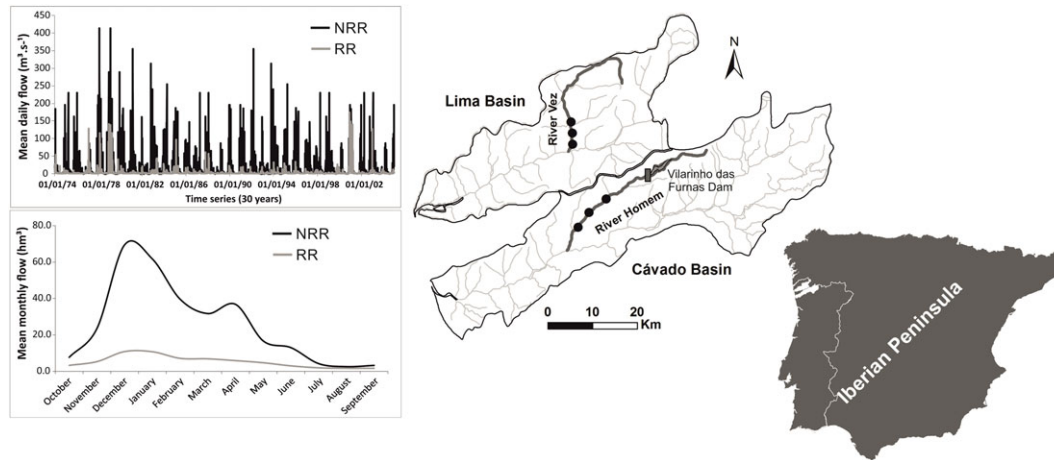 Mean daily flow (m³.s⁻¹)
450
400
350
300
250
200
150
100
50
0
NRR
RR
01/01/74
01/01/78
01/01/82
01/01/86
01/01/90
01/01/94
01/01/98
01/01/02
Time series (30 years)
Mean monthly flow (hm³)
80.0
60.0
40.0
20.0
0.0
NRR
RR
October
November
December
January
February
March
April
May
June
July
August
September
N
Lima Basin
River Vez
Vilarinho das
Furnas Dam
River Homem
Cávado Basin
0 10 20
Km
Iberian Peninsula